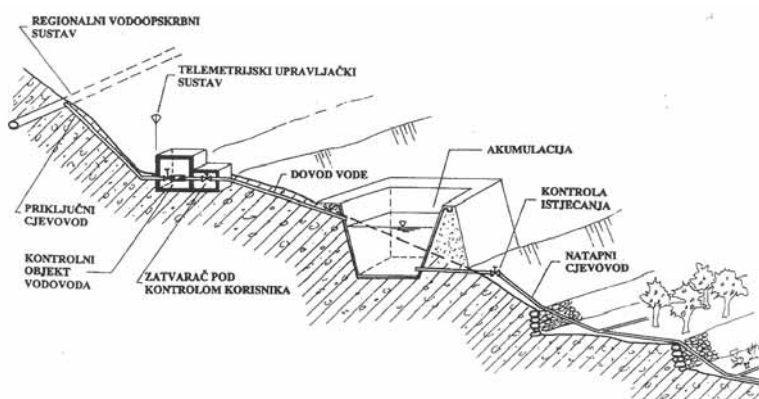 REGIONALNI VODOOPSKRBNI
SUSTAV
TELEMETRIJSKI UPRAVLJAČKI
SUSTAV
AKUMULACIJA
DOVOD VODE
KONTROLA
ISTJECANJA
PRIKLJUČNI
CJEVOVOD
NATAPNI
CJEVOVOD
KONTROLNI
OBJEKT
VODOVODA
ZATVARAČ POD
KONTROLOM KORISNIKA